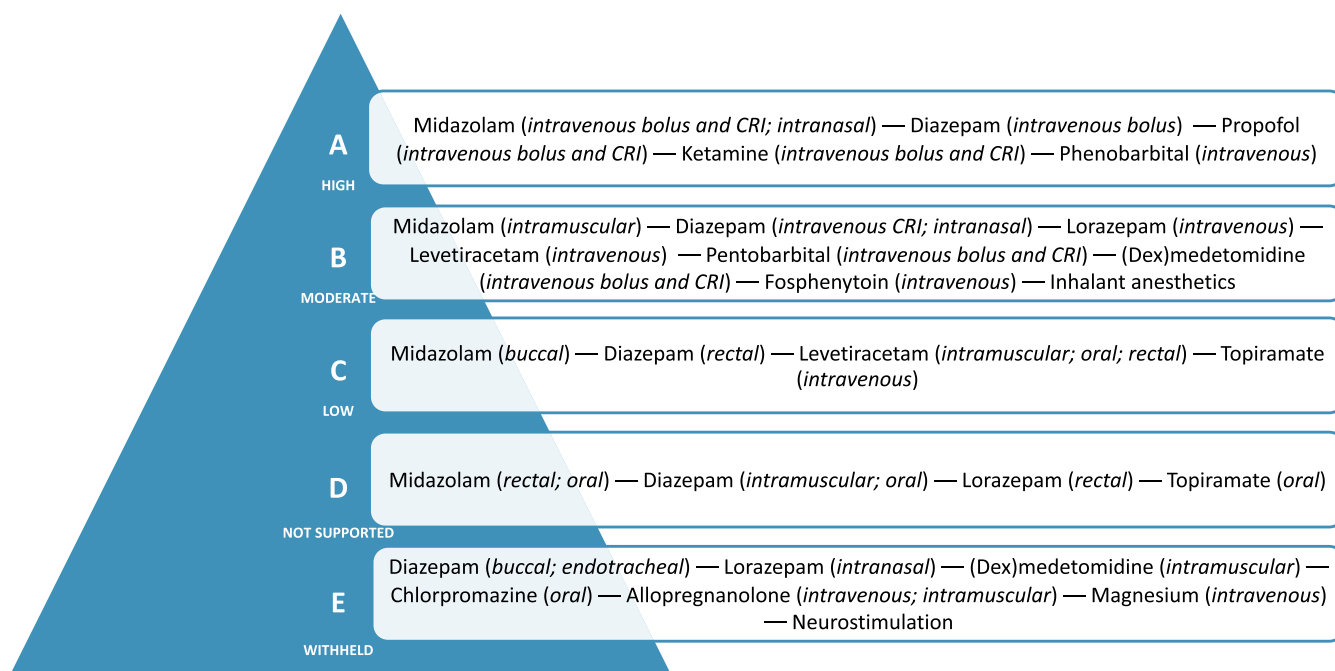 A
HIGH
Midazolam (intravenous bolus and CRI; intranasal) — Diazepam (intravenous bolus) — Propofol
(intravenous bolus and CRI) — Ketamine (intravenous bolus and CRI) — Phenobarbital (intravenous)
B
MODERATE
Midazolam (intramuscular) — Diazepam (intravenous CRI; intranasal) — Lorazepam (intravenous) —
Levetiracetam (intravenous) — Pentobarbital (intravenous bolus and CRI) — (Dex)medetomidine
(intravenous bolus and CRI) — Fosphenytoin (intravenous) — Inhalant anesthetics
C
LOW
Midazolam (buccal) — Diazepam (rectal) — Levetiracetam (intramuscular; oral; rectal) — Topiramate
(intravenous)
D
NOT SUPPORTED
Midazolam (rectal; oral) — Diazepam (intramuscular; oral) — Lorazepam (rectal) — Topiramate (oral)
E
WITHHELD
Diazepam (buccal; endotracheal) — Lorazepam (intranasal) — (Dex)medetomidine (intramuscular) —
Chlorpromazine (oral) — Allopregnanolone (intravenous; intramuscular) — Magnesium (intravenous)
— Neurostimulation